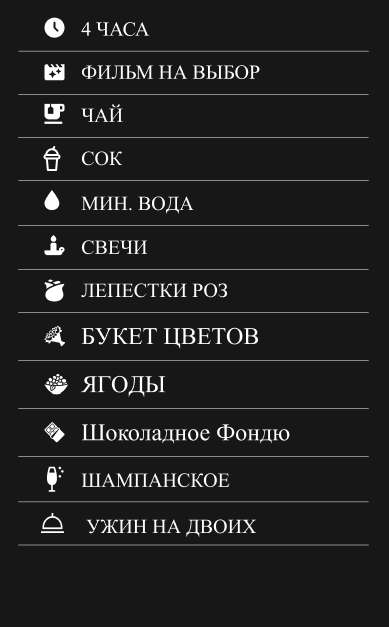 4 ЧАСА
ФИЛЬМ НА ВЫБОР
ЧАЙ
СОК
МИН. ВОДА
СВЕЧИ
ЛЕПЕСТКИ РОЗ
БУКЕТ ЦВЕТОВ
ЯГОДЫ
Шоколадное Фондю
ШАМПАНСКОЕ
УЖИН НА ДВОИХ